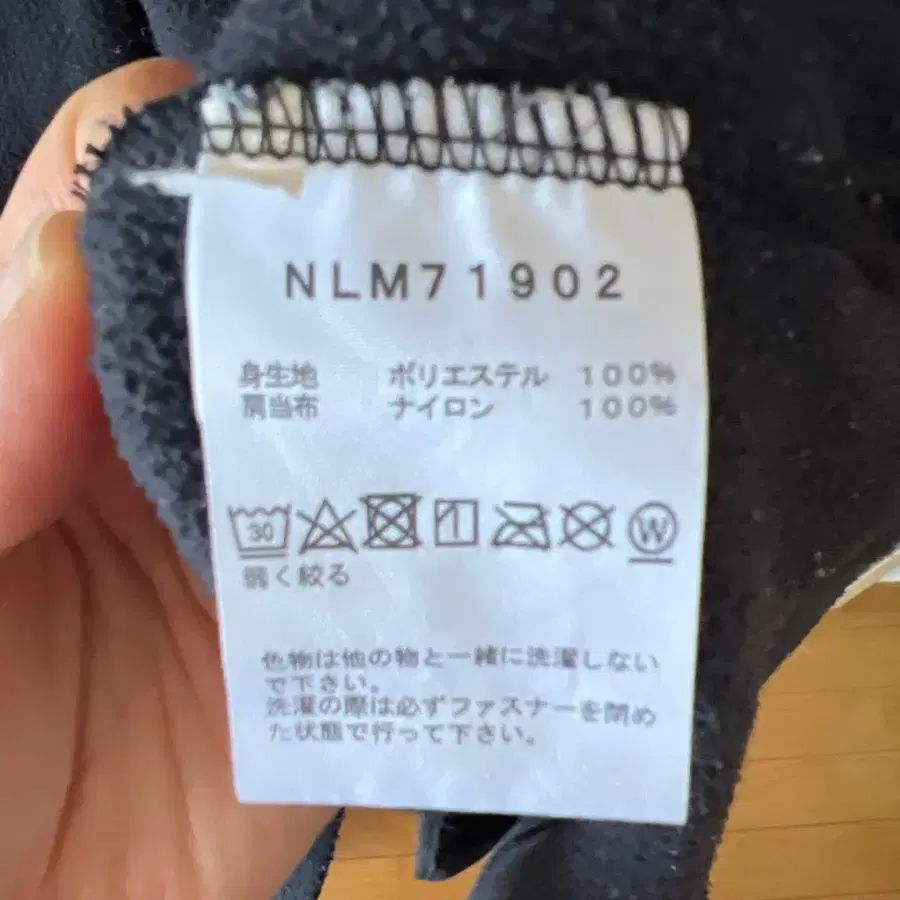 NLM71902
身生地 ポリエステル 100%
肩当布 ナイロン 100%
30 W
弱く絞る
色物は他の物と一緒に洗濯しない
で下さい。
洗濯の際は必ずファスナーを閉め
た状態で行って下さい。